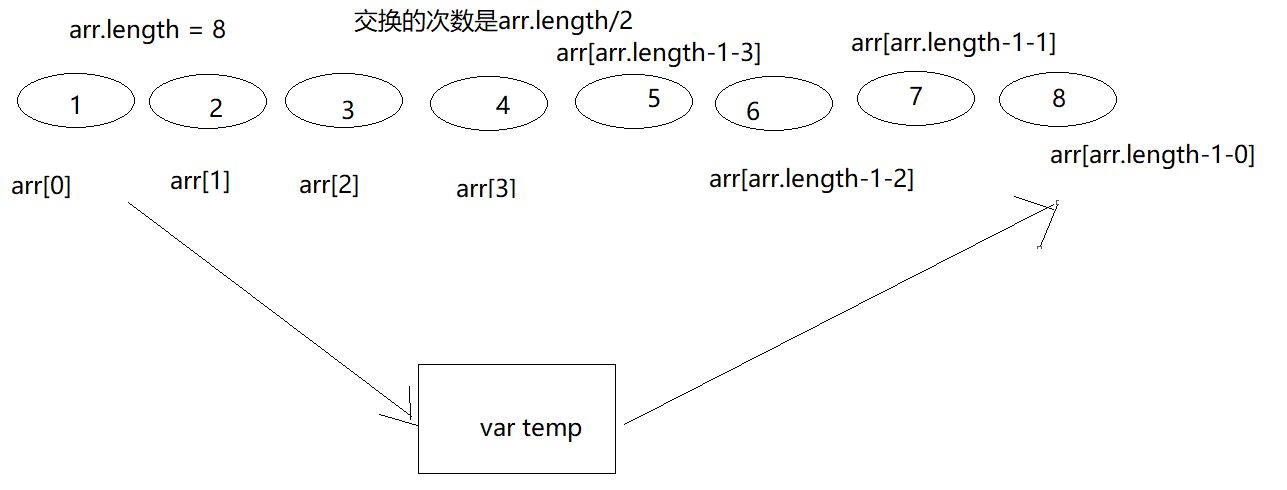 arr.length = 8
交换的次数是arr.length/2
arr[arr.length-1-3]
arr[arr.length-1-1]
1
2
3
4
5
6
7
8
arr[0]
arr[1]
arr[2]
arr[3]
arr[arr.length-1-2]
arr[arr.length-1-0]
var temp